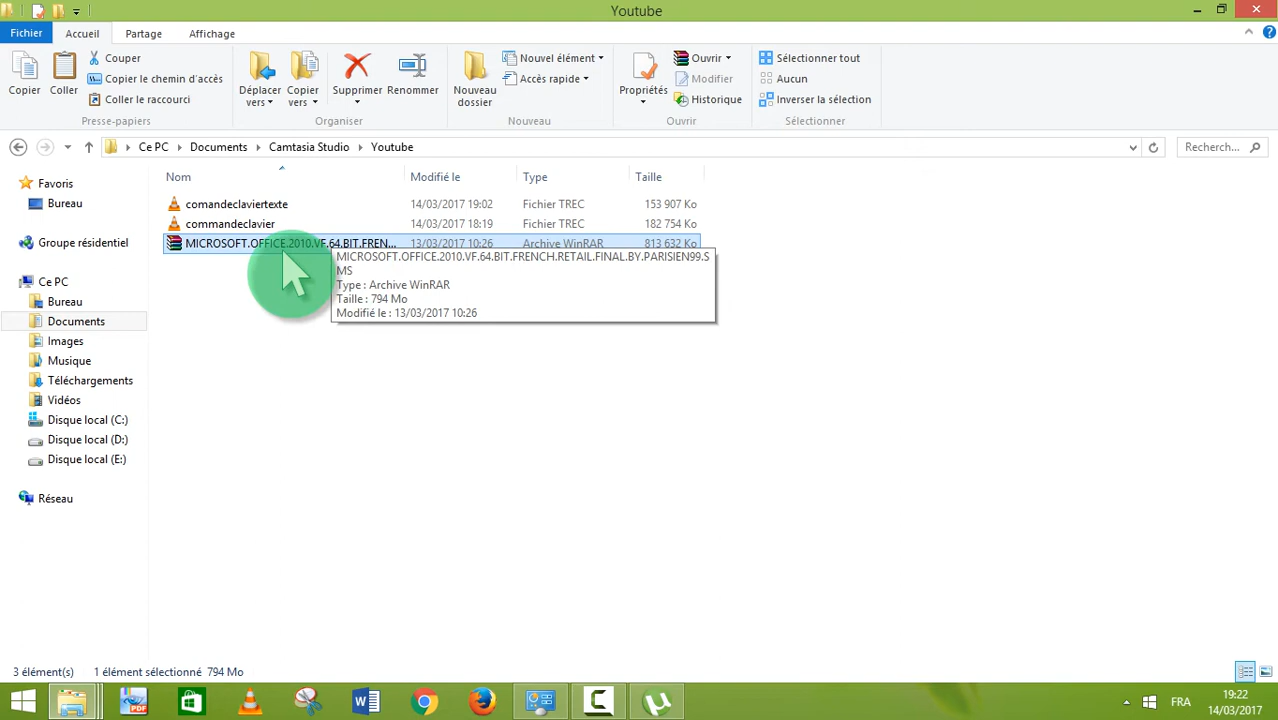 Youtube
Fichier
Accueil
Partage
Affichage
Copier
Coller
Couper
Copier le chemin d'accès
Coller le raccourci
Presse-papiers
Déplacer vers
Copier vers
Supprimer
Renommer
Organiser
Nouveau dossier
Nouvel élément
Accès rapide
Nouveau
Propriétés
Ouvrir
Modifier
Historique
Ouvrir
Sélectionner tout
Aucun
Inverser la sélection
Sélectionner
Ce PC
Documents
Camtasia Studio
Youtube
Recherch...
Nom
Modifié le
Type
Taille
comandeclaviertexte 14/03/2017 19:02 Fichier TREC 153 907 Ko
commandeclavier 14/03/2017 18:19 Fichier TREC 182 754 Ko
MICROSOFT.OFFICE.2010.VF.64.BIT.FREN... 13/03/2017 10:26 Archive WinRAR 813 632 Ko
MICROSOFT.OFFICE.2010.VF.64.BIT.FRENCH.RETAIL.FINAL.BY.PARISIEN99.S
MS
Type : Archive WinRAR
Taille : 794 Mo
Modifié le : 13/03/2017 10:26
Favoris
Bureau
Groupe résidentiel
Ce PC
Bureau
Documents
Images
Musique
Téléchargements
Vidéos
Disque local (C:)
Disque local (D:)
Disque local (E:)
Réseau
3 élément(s)
1 élément sélectionné 794 Mo
PDF
FRA
19:22
14/03/2017